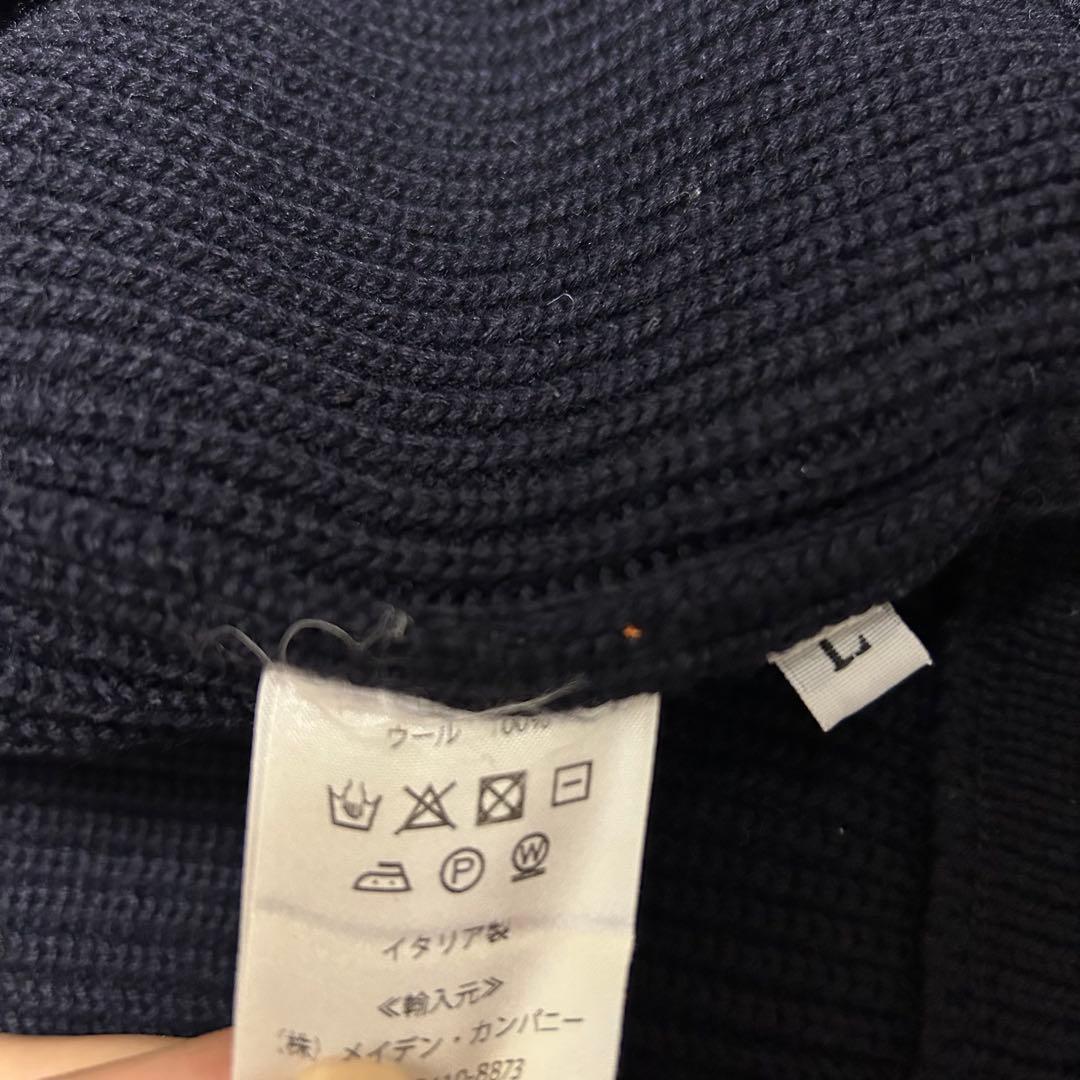 L
ウール 100%
P W
イタリア製
≪輸入元≫
(株) メイデン・カンパニー
8873